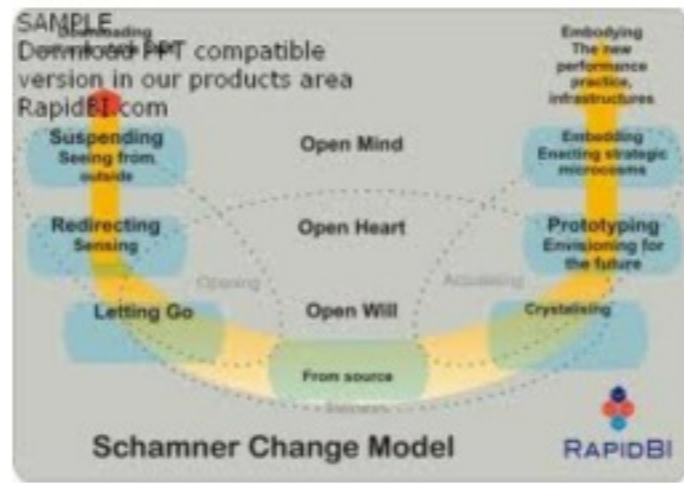 SAMPLE
Downloading
Download PPT compatible
version in our products area
RapidBI.com
Suspending
Seeing from
outside
Redirecting
Sensing
Letting Go
Open Mind
Open Heart
Open Will
Opening
Actualising
From source
Embodying
The new
performance
practice,
infrastructures
Embedding
Enacting strategic
microcosms
Prototyping
Envisioning for
the future
Crystalising
Schamner Change Model
RAPIDBI